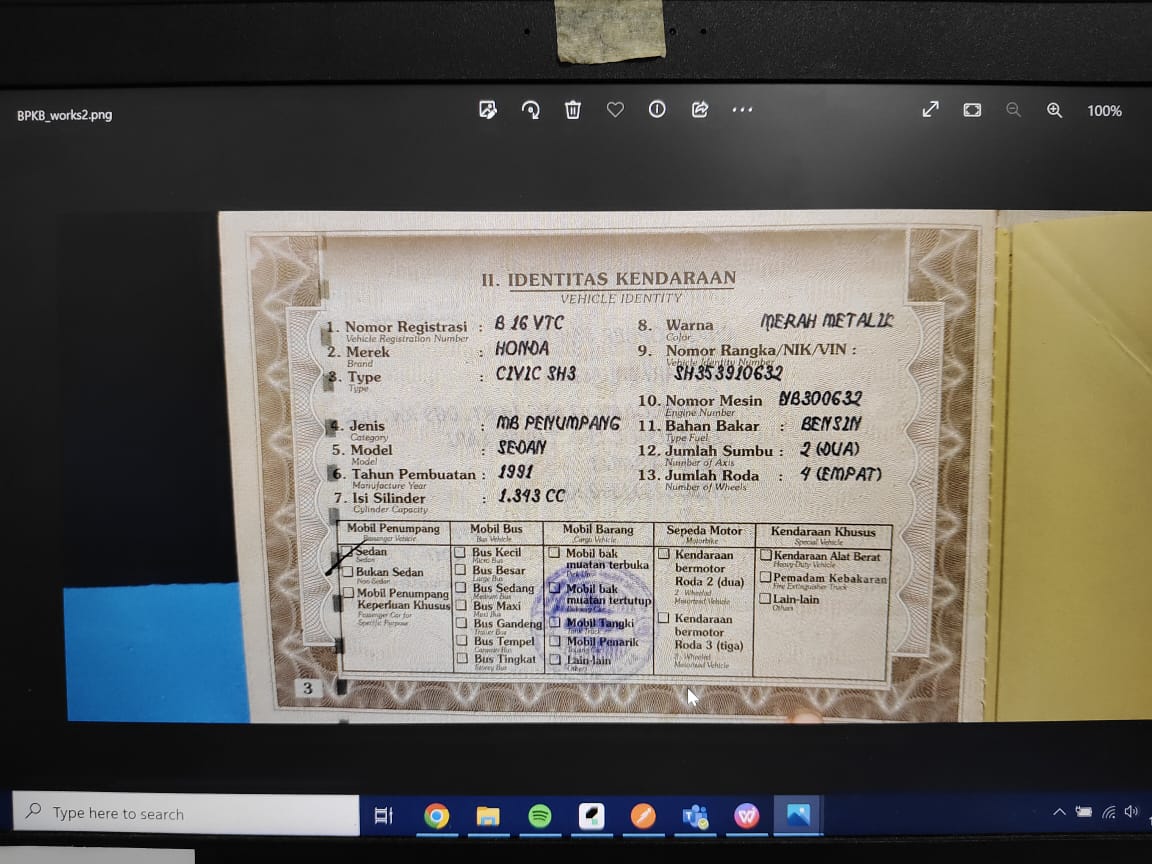 BPKB_works2.png
100%
II. IDENTITAS KENDARAAN
VEHICLE IDENTITY
1. Nomor Registrasi : B 16 VTC
Vehicle Registration Number
2. Merek : HONDA
Brand
3. Type : CIVIC SH3
Type
4. Jenis : MB PENUMPANG
Category
5. Model : SEDAN
Model
6. Tahun Pembuatan : 1991
Manufacture Year
7. Isi Silinder : 1.343 CC
Cylinder Capacity
8. Warna MERAH METALIK
Color
9. Nomor Rangka/NIK/VIN :
Vehicle Identity Number
SH353910632
10. Nomor Mesin NB300632
Engine Number
11. Bahan Bakar : BENSIN
Type Fuel
12. Jumlah Sumbu : 2 (DUA)
Number of Axis
13. Jumlah Roda : 4 (EMPAT)
Number of Wheels
Mobil Penumpang
Passenger Vehicle
Sedan
Sedan
Bukan Sedan
Non Sedan
Mobil Penumpang
Keperluan Khusus
Passenger Car for
Specific Purpose
Mobil Bus
Bus Vehicle
Bus Kecil
Micro Bus
Bus Besar
Large Bus
Bus Sedang
Medium Bus
Bus Maxi
Maxi Bus
Bus Gandeng
Trailer Bus
Bus Tempel
Bus Tingkat
Mobil Barang
Cargo Vehicle
Mobil bak
muatan terbuka
Pick Up
Mobil bak
muatan tertutup
Delivery Car
Mobil Tangki
Tank Truck
Mobil Penarik
Lain-lain
Others
Sepeda Motor
Motorbike
Kendaraan
bermotor
Roda 2 (dua)
2 - Wheeled
Motorized Vehicle
Kendaraan
bermotor
Roda 3 (tiga)
3 - Wheeled
Motorized Vehicle
Kendaraan Khusus
Special Vehicle
Kendaraan Alat Berat
Heavy Duty Vehicle
Pemadam Kebakaran
Fire Extinguisher Truck
Lain-lain
Others
3
Type here to search